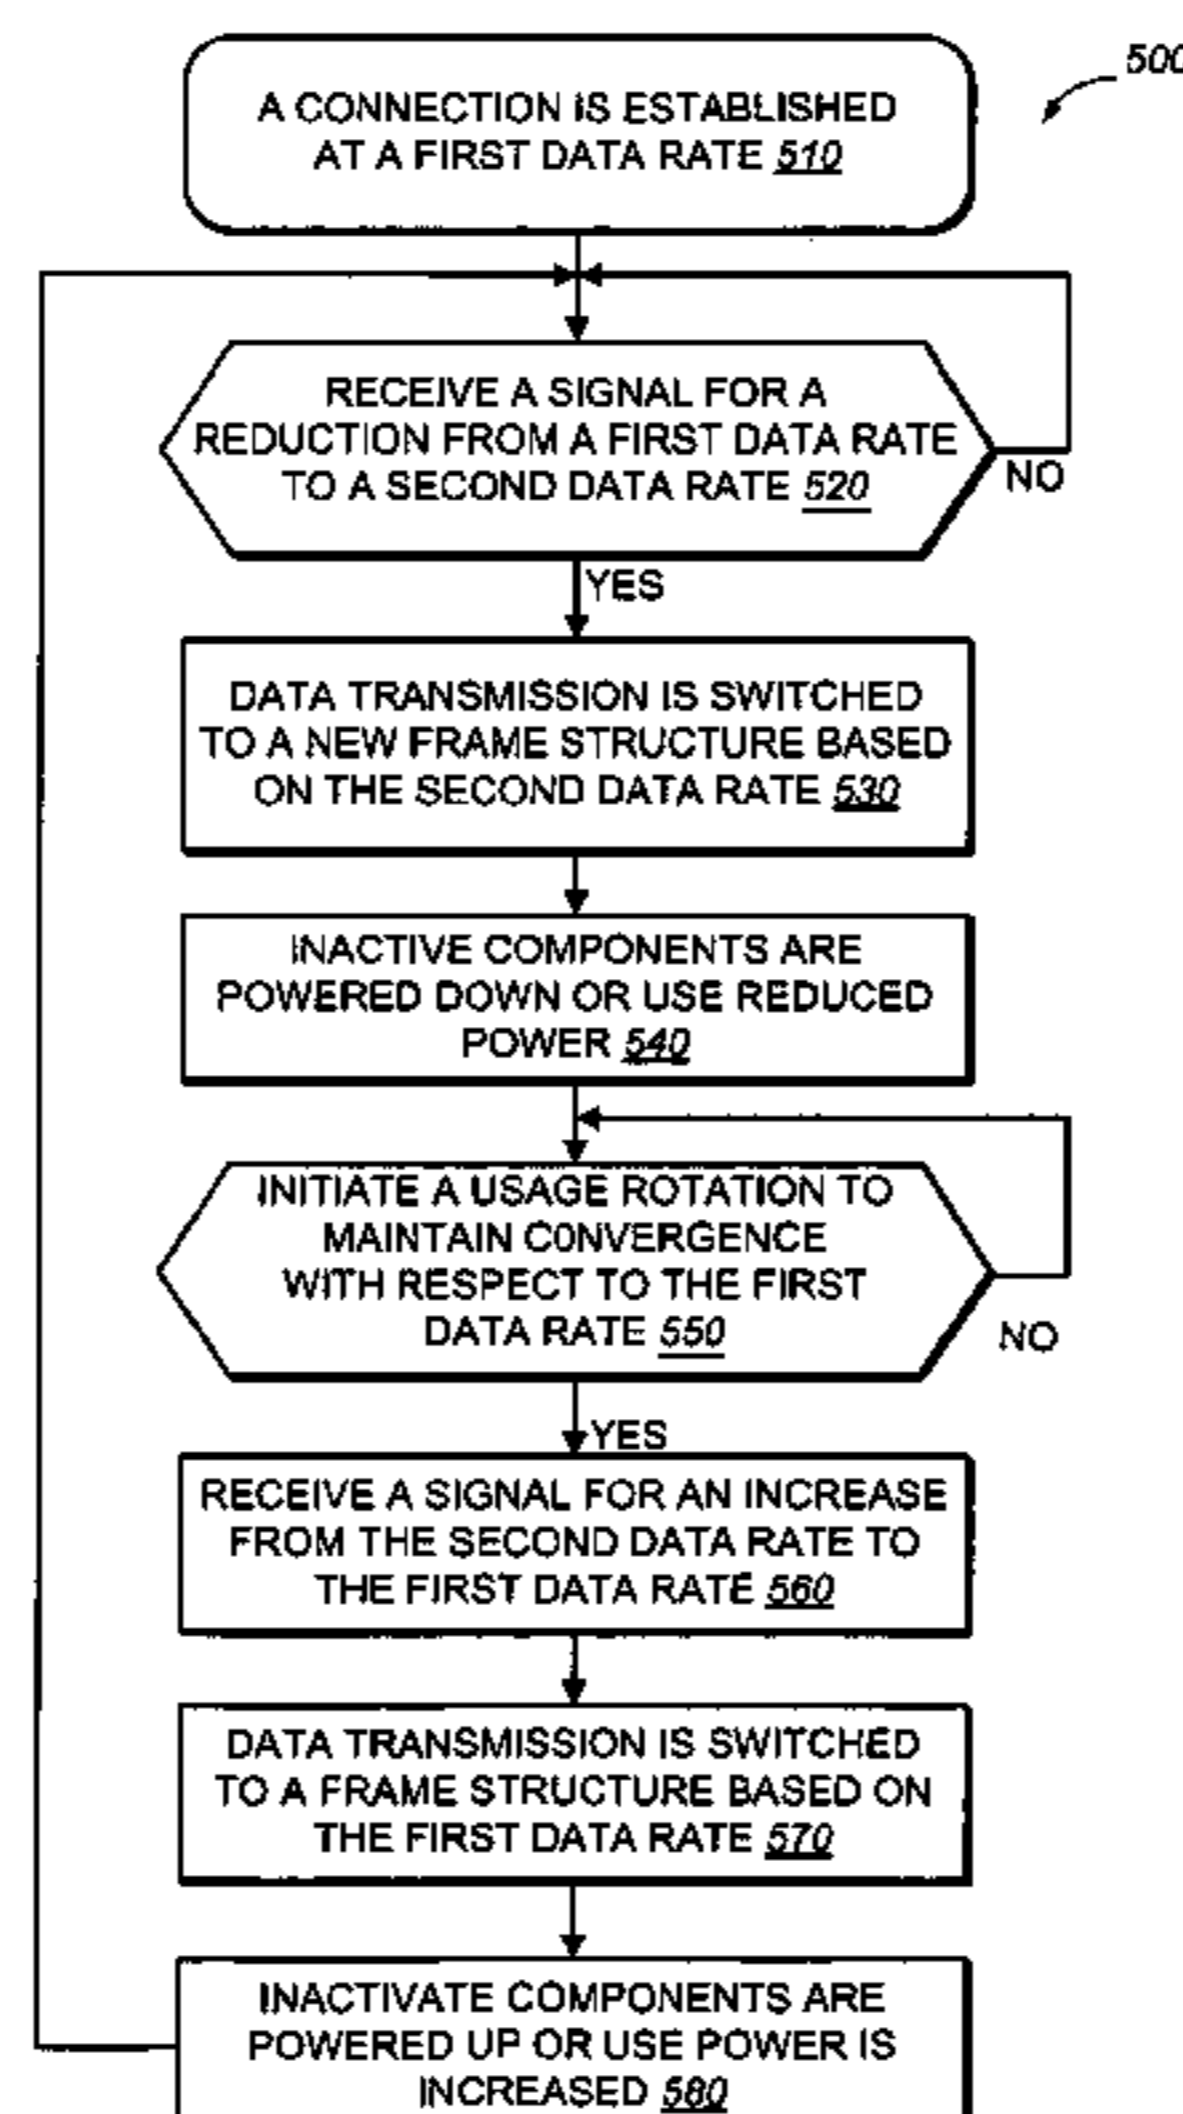 500
A CONNECTION IS ESTABLISHED
AT A FIRST DATA RATE 510
RECEIVE A SIGNAL FOR A
REDUCTION FROM A FIRST DATA RATE
TO A SECOND DATA RATE 520
NO
YES
DATA TRANSMISSION IS SWITCHED
TO A NEW FRAME STRUCTURE BASED
ON THE SECOND DATA RATE 530
INACTIVE COMPONENTS ARE
POWERED DOWN OR USE REDUCED
POWER 540
INITIATE A USAGE ROTATION TO
MAINTAIN CONVERGENCE
WITH RESPECT TO THE FIRST
DATA RATE 550
NO
YES
RECEIVE A SIGNAL FOR AN INCREASE
FROM THE SECOND DATA RATE TO
THE FIRST DATA RATE 560
DATA TRANSMISSION IS SWITCHED
TO A FRAME STRUCTURE BASED ON
THE FIRST DATA RATE 570
INACTIVATE COMPONENTS ARE
POWERED UP OR USE POWER IS
INCREASED 580